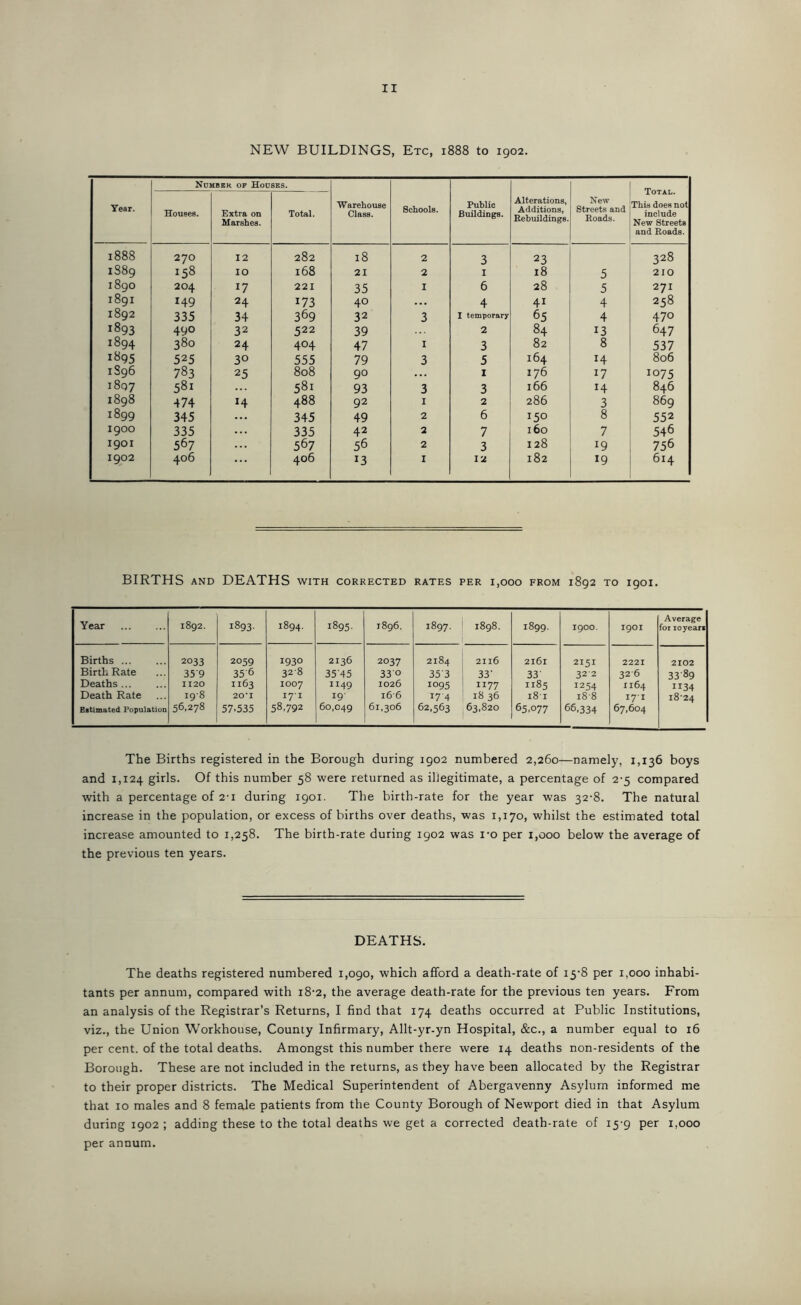 II
NEW BUILDINGS, Etc, 1888 to 1902.
Year. | Number of Houses. | Warehouse Class. | Schools. | Public Buildings. | Alterations, Additions, Rebuildings. | New Streets and Roads. | Total. This does not include New Streets and Roads.
Houses. | Extra on Marshes. | Total.
1888 270 12 282 18 2 3 23 328
1889 158 10 168 21 2 1 18 5 210
1890 204 17 221 35 1 6 28 5 271
1891 149 24 173 40 ... 4 41 4 258
1892 335 34 369 32 3 1 temporary 65 4 470
1893 490 32 522 39 ... 2 84 13 647
1894 380 24 404 47 1 3 82 8 537
1895 525 30 555 79 3 5 164 14 806
1896 783 25 808 90 ... 1 176 17 1075
1897 581 ... 581 93 3 3 166 14 846
1898 474 14 488 92 1 2 286 3 869
1899 345 ... 345 49 2 6 150 8 552
1900 335 ... 335 42 2 7 160 7 546
1901 567 ... 567 56 2 3 128 19 756
1902 406 ... 406 13 1 12 182 19 614
BIRTHS AND DEATHS WITH CORRECTED RATES PER 1,000 FROM 1892 TO 1901.
Year ... ... 1892. 1893. 1894. 1895. 1896. 1897. 1898. 1899. 1900. 1901 Average for 10 years
Births ... ... 2033 2059 1930 2136 2037 2184 2116 2161 2151 2221 2102
Birth Rate ... 35·9 35 6 32·8 35·45 33·0 35·3 33· 33· 32 2 32·6 33·89
Deaths ... ... 1120 1163 1007 1149 1026 1095 1177 1185 1254 1164 1134
Death Rate ... 19·8 20·1 17·1 19· 16·6 17·4 18 36 18·1 18·8 17·1 18·24
Estimated Population 56,278 57,535 58,792 60,049 61,306 62,563 63,820 65,077 66,334 67,604
The Births registered in the Borough during 1902 numbered 2,260—namely, 1,136 boys
and 1,124 girls. Of this number 58 were returned as illegitimate, a percentage of 2·5 compared
with a percentage of 2·1 during 1901. The birth-rate for the year was 32·8. The natural
increase in the population, or excess of births over deaths, was 1,170, whilst the estimated total
increase amounted to 1,258. The birth-rate during 1902 was 1·0 per 1,000 below the average of
the previous ten years.
DEATHS.
The deaths registered numbered 1,090, which afford a death-rate of 15·8 per 1,000 inhabi-
tants per annum, compared with 18·2, the average death-rate for the previous ten years. From
an analysis of the Registrar's Returns, I find that 174 deaths occurred at Public Institutions,
viz., the Union Workhouse, County Infirmary, Allt-yr-yn Hospital, &c., a number equal to 16
per cent. of the total deaths. Amongst this number there were 14 deaths non-residents of the
Borough. These are not included in the returns, as they have been allocated by the Registrar
to their proper districts. The Medical Superintendent of Abergavenny Asylum informed me
that 10 males and 8 female patients from the County Borough of Newport died in that Asylum
during 1902 ; adding these to the total deaths we get a corrected death-rate of 15·9 per 1,000
per annum.